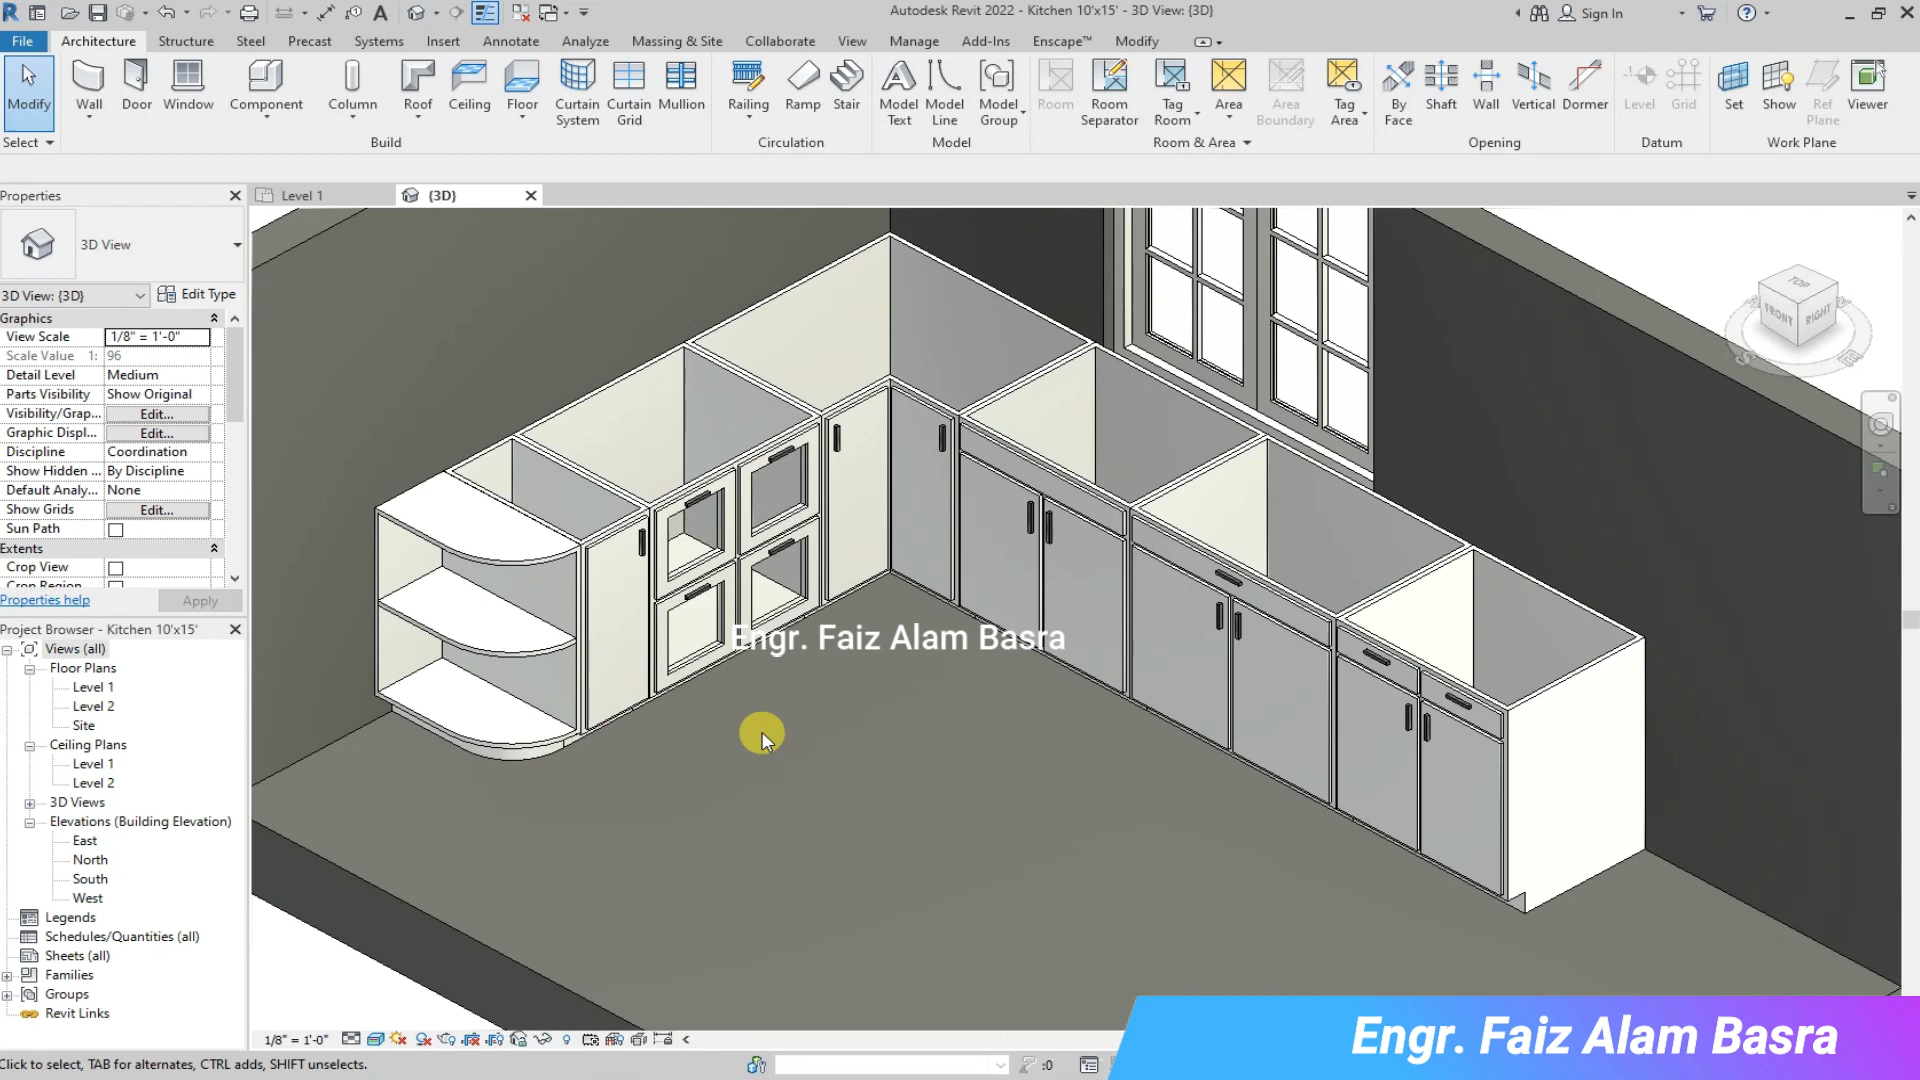 Autodesk Revit 2022 - Kitchen 10'x15' - 3D View: {3D}
Sign In
File Architecture Structure Steel Precast Systems Insert Annotate Analyze Massing & Site Collaborate View Manage Add-Ins Enscape™ Modify
Modify
Wall
Door
Window
Component
Column
Roof
Ceiling
Floor
Curtain System
Curtain Grid
Mullion
Railing
Ramp
Stair
Model Text
Model Line
Model Group
Room
Room Separator
Tag Room
Area
Area Boundary
Tag Area
By Face
Shaft
Wall
Vertical
Dormer
Level
Grid
Set
Show
Ref Plane
Viewer
Select Build Circulation Model Room & Area Opening Datum Work Plane
Properties
Level 1
{3D}
3D View
3D View: {3D} Edit Type
Graphics
View Scale 1/8" = 1'-0"
Scale Value 1: 96
Detail Level Medium
Parts Visibility Show Original
Visibility/Grap... Edit...
Graphic Displ... Edit...
Discipline Coordination
Show Hidden ... By Discipline
Default Analy... None
Show Grids Edit...
Sun Path
Extents
Crop View
Crop Region
Properties help Apply
Project Browser - Kitchen 10'x15'
Views (all)
Floor Plans
Level 1
Level 2
Site
Ceiling Plans
Level 1
Level 2
3D Views
Elevations (Building Elevation)
East
North
South
West
Legends
Schedules/Quantities (all)
Sheets (all)
Families
Groups
Revit Links
TOP
FRONT
RIGHT
Engr. Faiz Alam Basra
1/8" = 1'-0"
Click to select, TAB for alternates, CTRL adds, SHIFT unselects.
:0
Engr. Faiz Alam Basra